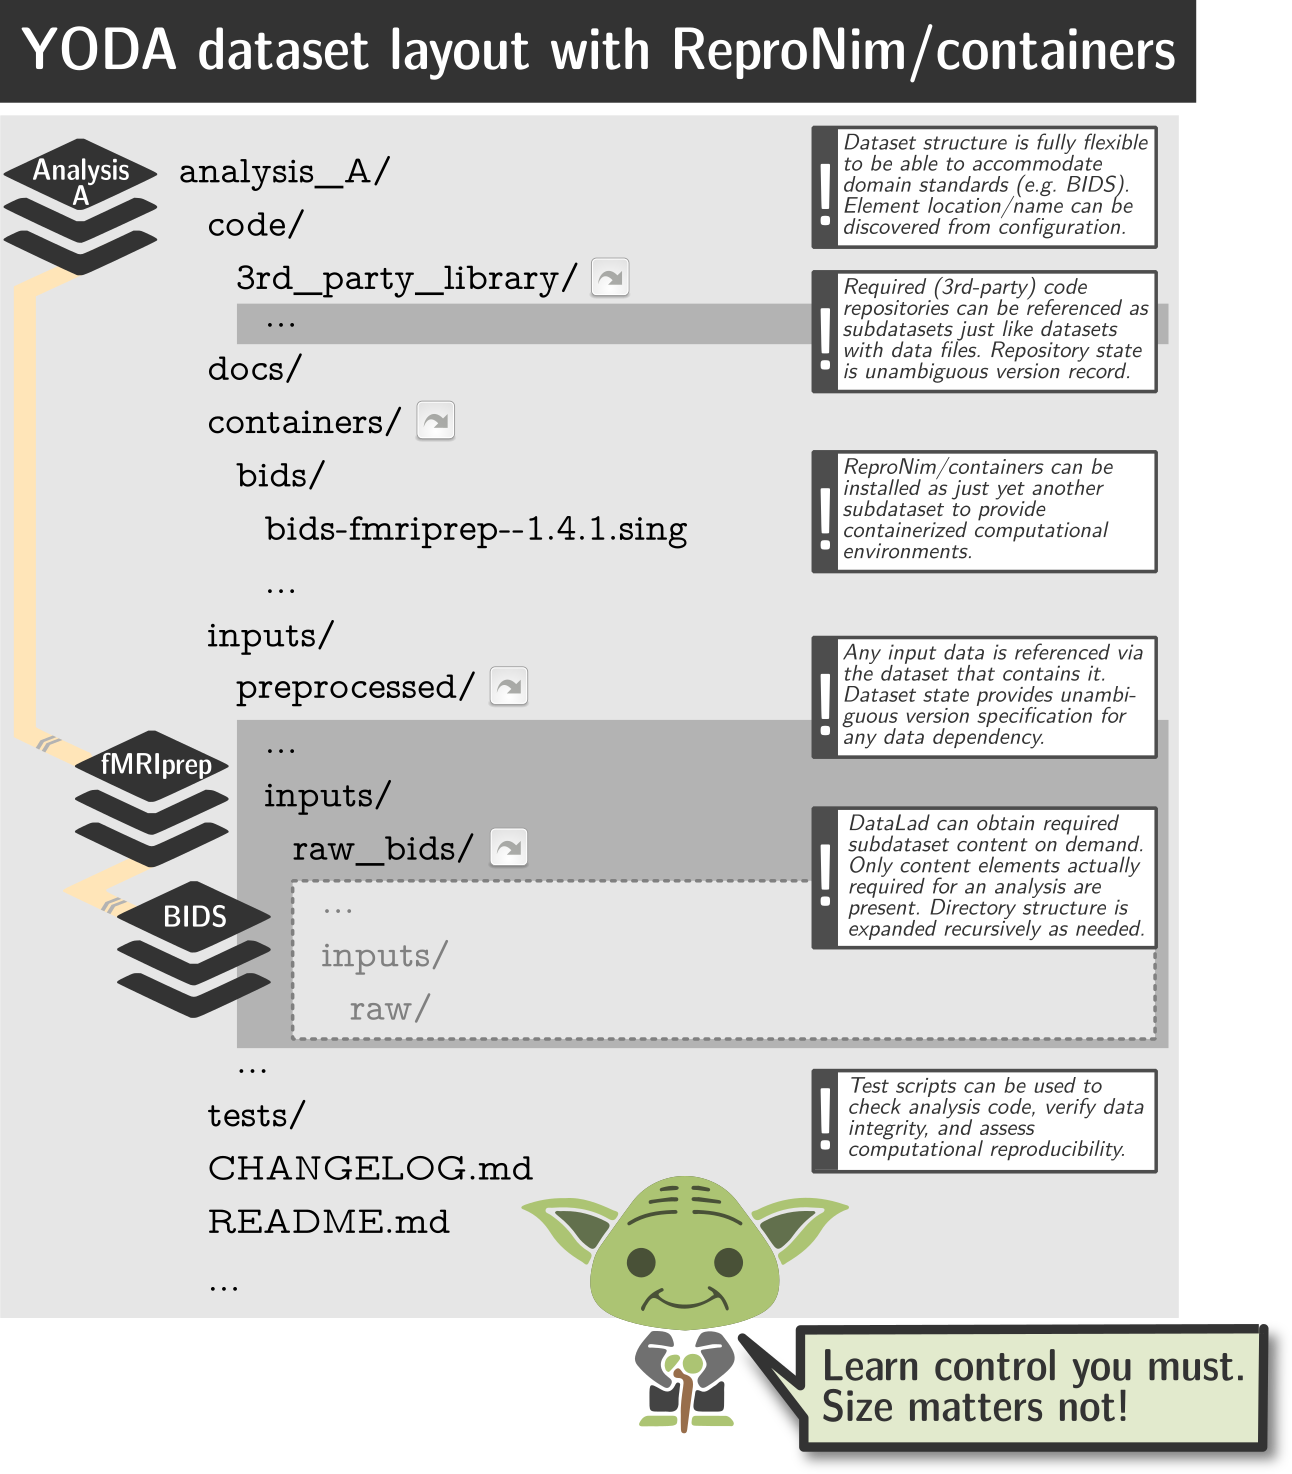 YODA dataset layout with ReproNim/containers
Analysis
A
analysis_A/
code/
3rd_party_library/
...
docs/
containers/
bids/
bids-fmriprep--1.4.1.sing
...
inputs/
preprocessed/
fMRIprep
...
inputs/
raw_bids/
BIDS
...
inputs/
raw/
...
tests/
CHANGELOG.md
README.md
...
Dataset structure is fully flexible
to be able to accommodate
domain standards (e.g. BIDS).
Element location/name can be
discovered from configuration.
Required (3rd-party) code
repositories can be referenced as
subdatasets just like datasets
with data files. Repository state
is unambiguous version record.
ReproNim/containers can be
installed as just yet another
subdataset to provide
containerized computational
environments.
Any input data is referenced via
the dataset that contains it.
Dataset state provides unambi-
guous version specification for
any data dependency.
DataLad can obtain required
subdataset content on demand.
Only content elements actually
required for an analysis are
present. Directory structure is
expanded recursively as needed.
Test scripts can be used to
check analysis code, verify data
integrity, and assess
computational reproducibility.
Learn control you must.
Size matters not!